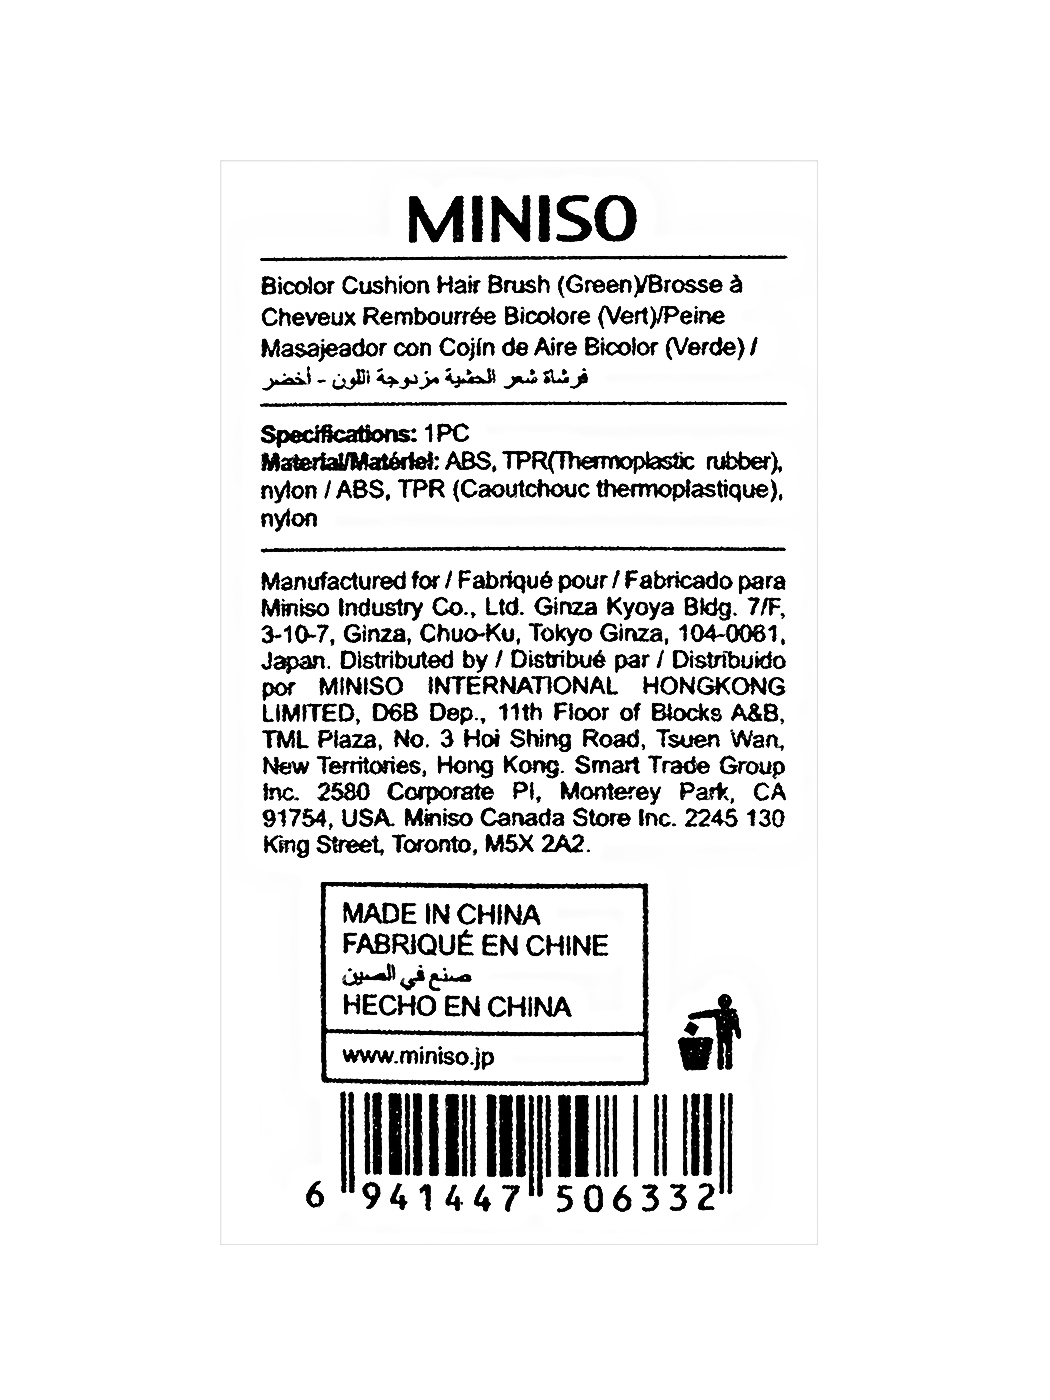 MINISO
Bicolor Cushion Hair Brush (Green)/Brosse à
Cheveux Rembourrée Bicolore (Vert)/Peine
Masajeador con Cojín de Aire Bicolor (Verde) /
فرشاة شعر الحشية مزدوجة اللون - أخضر
Specifications: 1PC
Material/Matériel: ABS, TPR(Thermoplastic rubber),
nylon / ABS, TPR (Caoutchouc thermoplastique),
nylon
Manufactured for / Fabriqué pour / Fabricado para
Miniso Industry Co., Ltd. Ginza Kyoya Bldg. 7/F,
3-10-7, Ginza, Chuo-Ku, Tokyo Ginza, 104-0061,
Japan. Distributed by / Distribué par / Distribuido
por MINISO INTERNATIONAL HONGKONG
LIMITED, D6B Dep., 11th Floor of Blocks A&B,
TML Plaza, No. 3 Hoi Shing Road, Tsuen Wan,
New Territories, Hong Kong. Smart Trade Group
Inc. 2580 Corporate Pl, Monterey Park, CA
91754, USA. Miniso Canada Store Inc. 2245 130
King Street, Toronto, M5X 2A2.
MADE IN CHINA
FABRIQUÉ EN CHINE
صنع في الصين
HECHO EN CHINA
www.miniso.jp
6 941447 506332